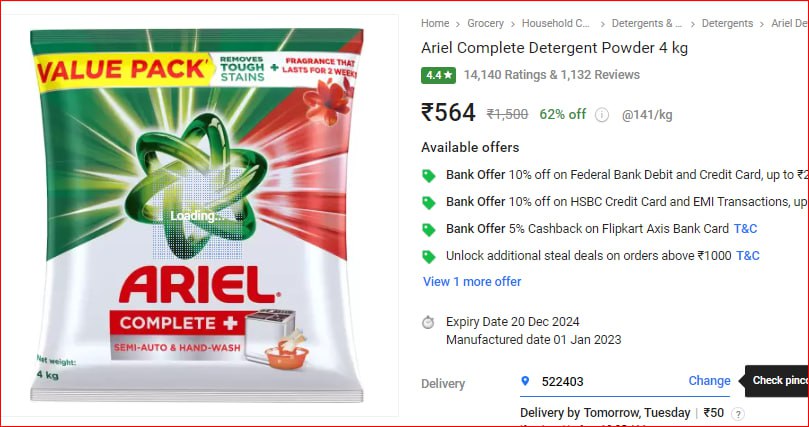 Home > Grocery > Household C... > Detergents & ... > Detergents > Ariel De
Ariel Complete Detergent Powder 4 kg
4.4★ 14,140 Ratings & 1,132 Reviews
₹564 ₹1,500 62% off @141/kg
Available offers
Bank Offer 10% off on Federal Bank Debit and Credit Card, up to ₹2
Bank Offer 10% off on HSBC Credit Card and EMI Transactions, up
Bank Offer 5% Cashback on Flipkart Axis Bank Card T&C
Unlock additional steal deals on orders above ₹1000 T&C
View 1 more offer
Expiry Date 20 Dec 2024
Manufactured date 01 Jan 2023
Delivery 522403 Change Check pinco
Delivery by Tomorrow, Tuesday | ₹50 ?
VALUE PACK*
REMOVES
TOUGH
STAINS
+
FRAGRANCE THAT
LASTS FOR 2 WEEK
Loading...
ARIEL
COMPLETE +
SEMI-AUTO & HAND-WASH
Net weight:
4 kg